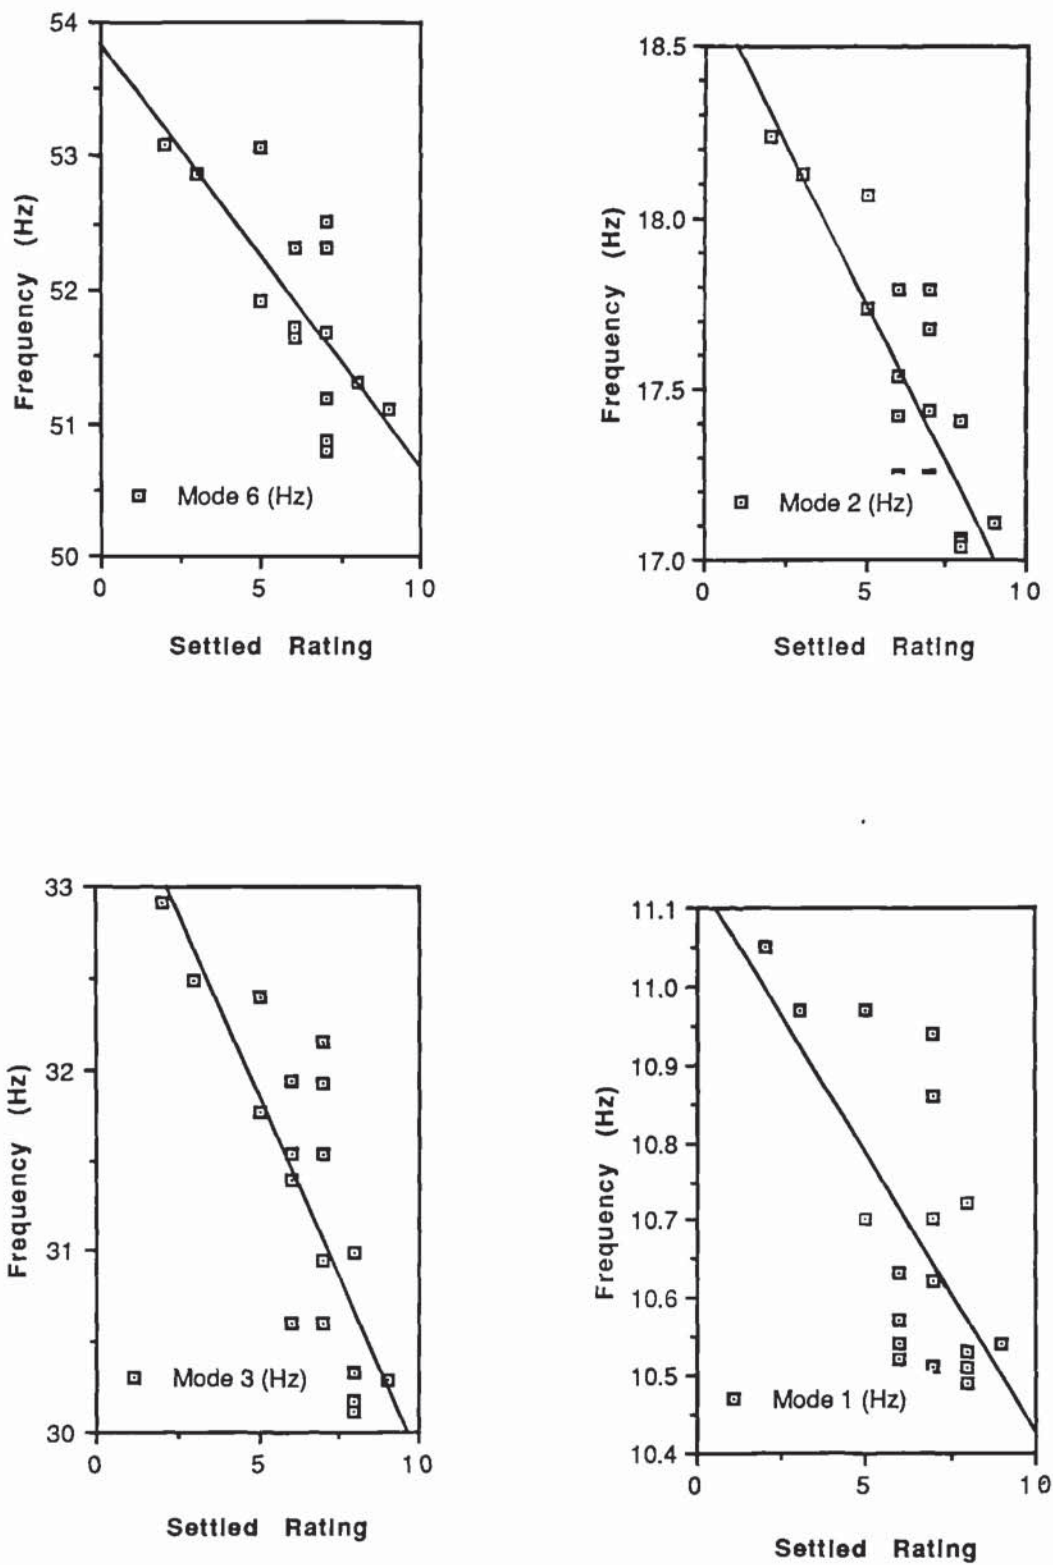 54
53
52
51
50
Frequency (Hz)
Mode 6 (Hz)
0 5 10
Settled Rating
18.5
18.0
17.5
17.0
Frequency (Hz)
Mode 2 (Hz)
0 5 10
Settled Rating
33
32
31
30
Frequency (Hz)
Mode 3 (Hz)
0 5 10
Settled Rating
11.1
11.0
10.9
10.8
10.7
10.6
10.5
10.4
Frequency (Hz)
Mode 1 (Hz)
0 5 10
Settled Rating